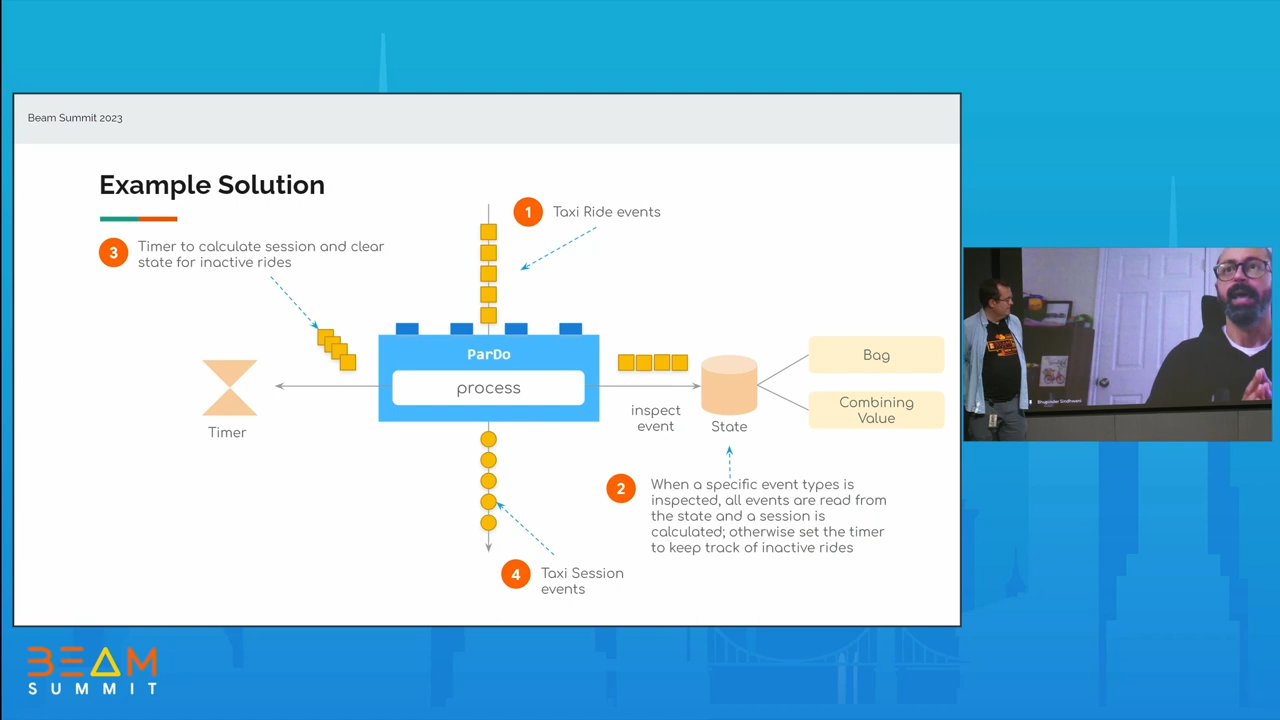 Beam Summit 2023
Example Solution
1
Taxi Ride events
3
Timer to calculate session and clear
state for inactive rides
ParDo
process
Timer
inspect
event
State
Bag
Combining
Value
2
When a specific event types is
inspected, all events are read from
the state and a session is
calculated; otherwise set the timer
to keep track of inactive rides
4
Taxi Session
events
Bhupinder Sindhwani
BEAM
SUMMIT